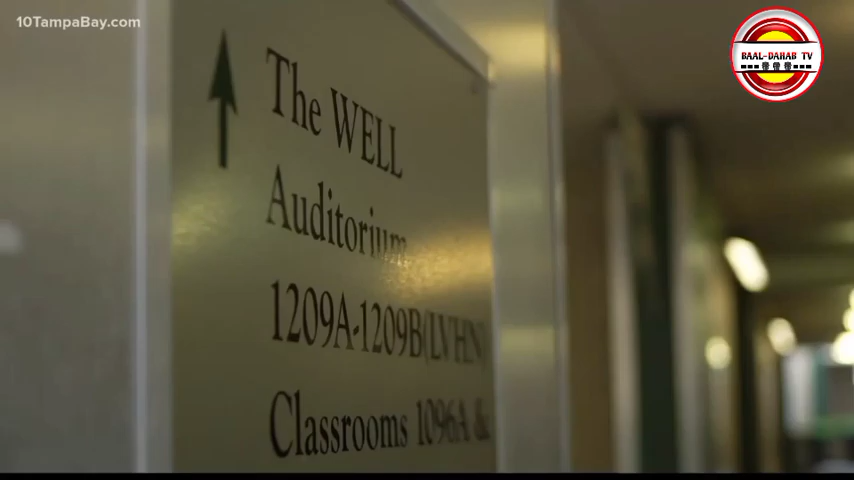 10TampaBay.com
BAAL-DAHAB TV
The WELL
Auditorium
1209A-1209B(LVHN)
Classrooms 1096A &